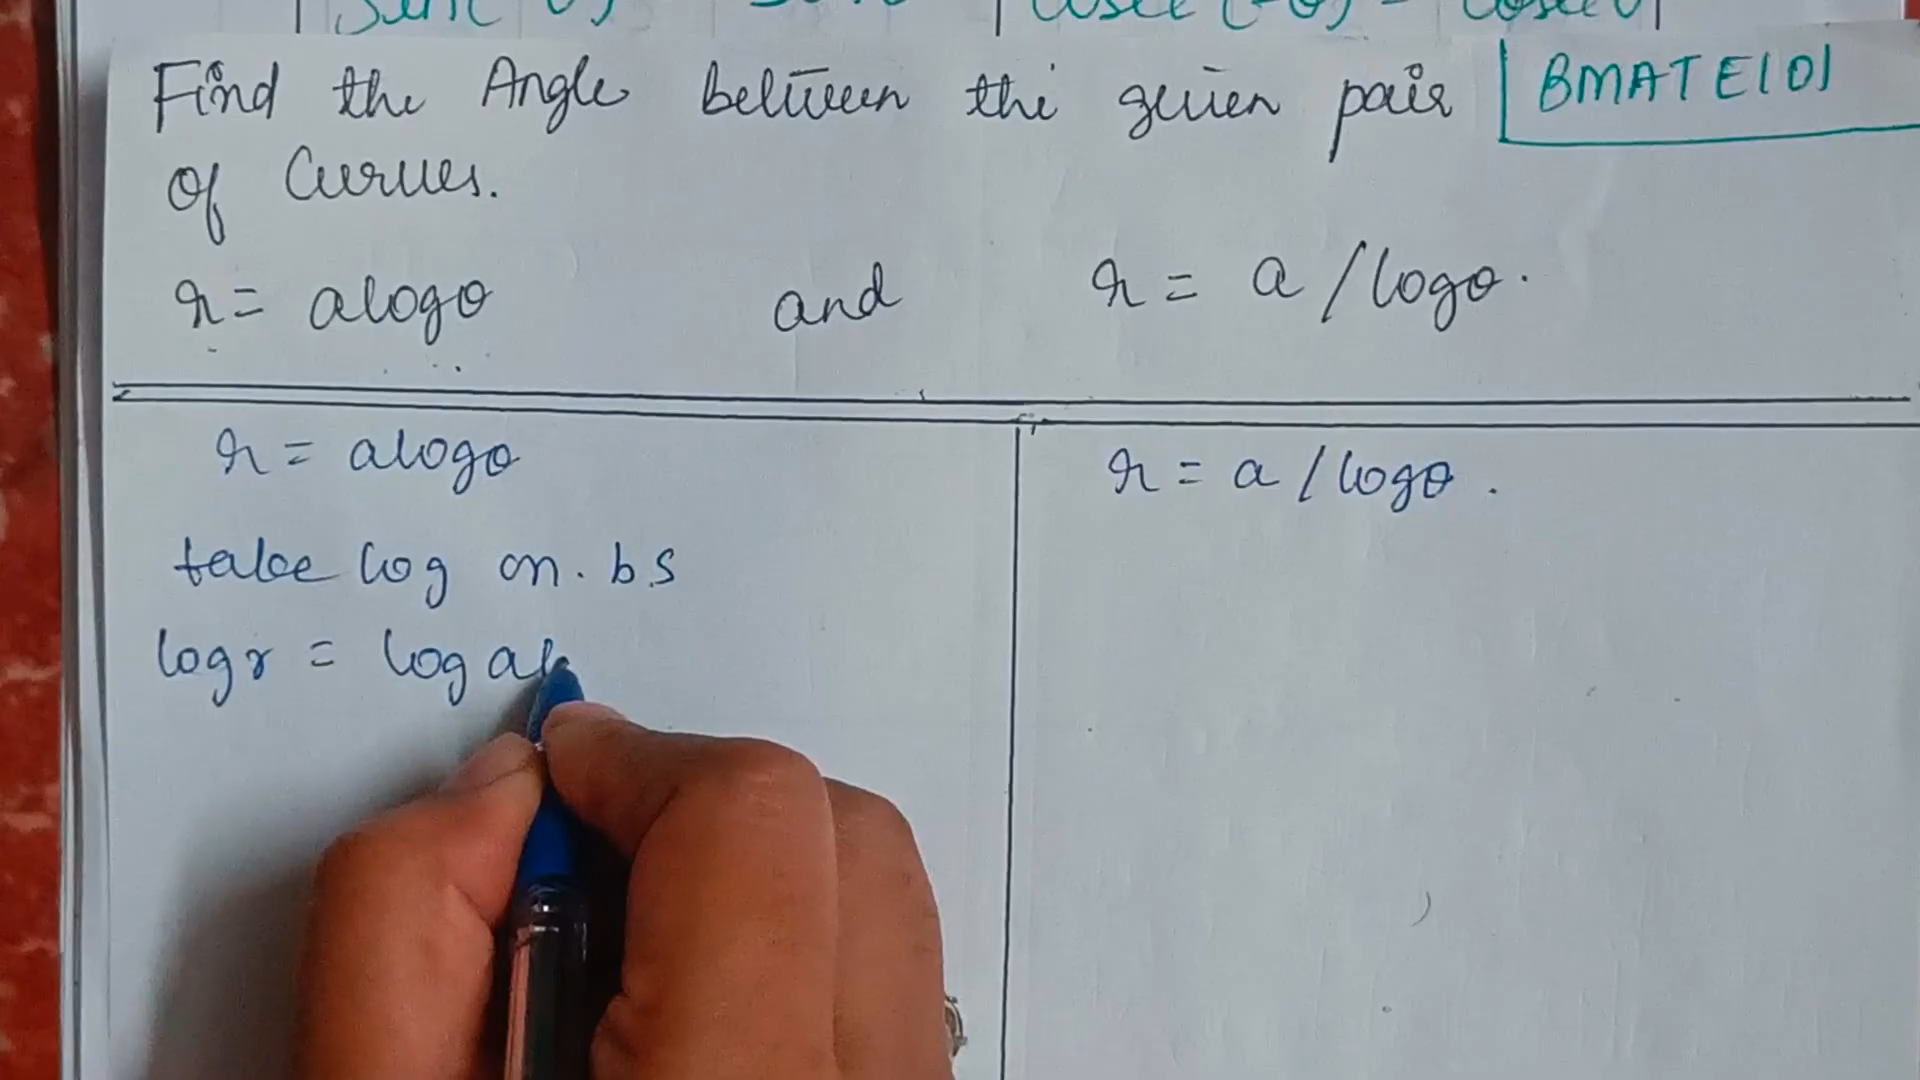 Find the Angle between the given pair BMATE101
of Curves.
r = alogθ and r = a/logθ.
r = alogθ r = a/logθ.
take log on. b.s
logr = log al